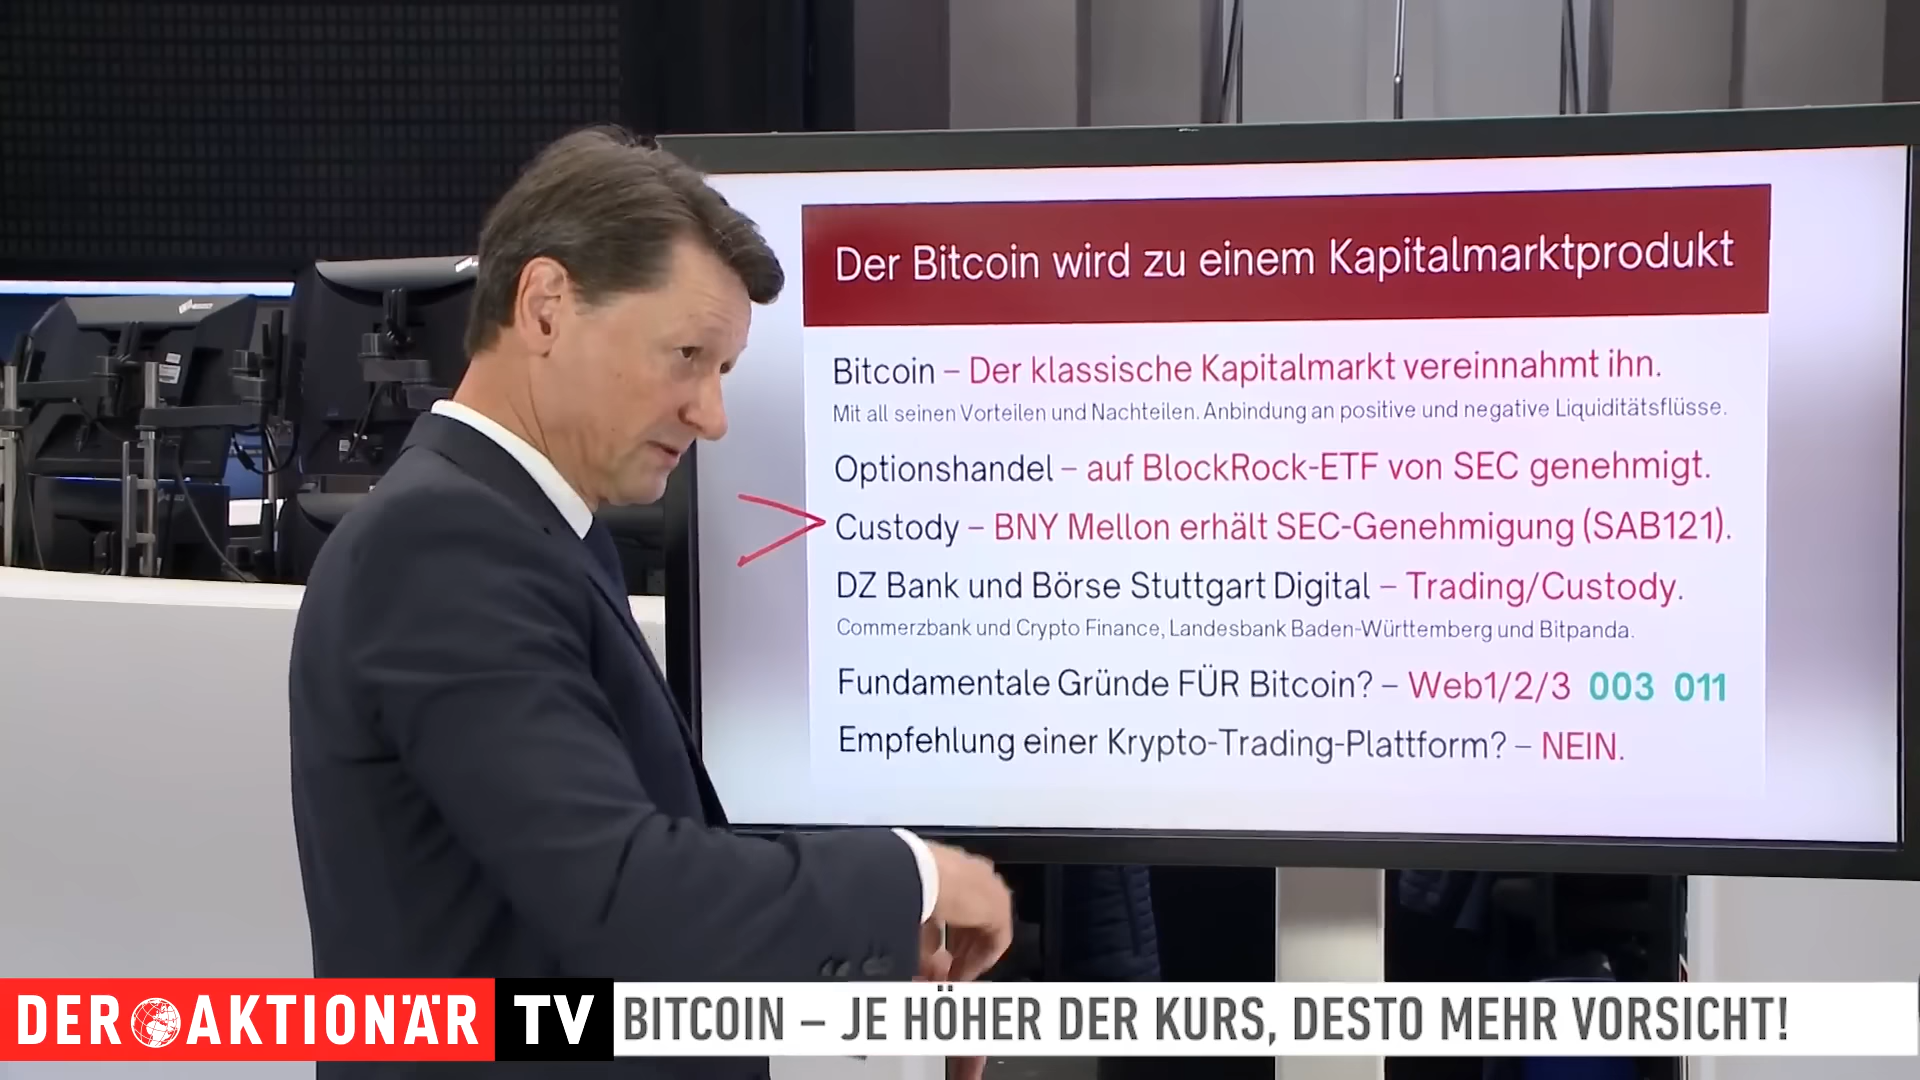 Der Bitcoin wird zu einem Kapitalmarktprodukt
Bitcoin – Der klassische Kapitalmarkt vereinnahmt ihn.
Mit all seinen Vorteilen und Nachteilen. Anbindung an positive und negative Liquiditätsflüsse.
Optionshandel – auf BlockRock-ETF von SEC genehmigt.
Custody – BNY Mellon erhält SEC-Genehmigung (SAB121).
DZ Bank und Börse Stuttgart Digital – Trading/Custody.
Commerzbank und Crypto Finance, Landesbank Baden-Württemberg und Bitpanda.
Fundamentale Gründe FÜR Bitcoin? – Web1/2/3 003 011
Empfehlung einer Krypto-Trading-Plattform? – NEIN.
DER AKTIONÄR TV BITCOIN – JE HÖHER DER KURS, DESTO MEHR VORSICHT!